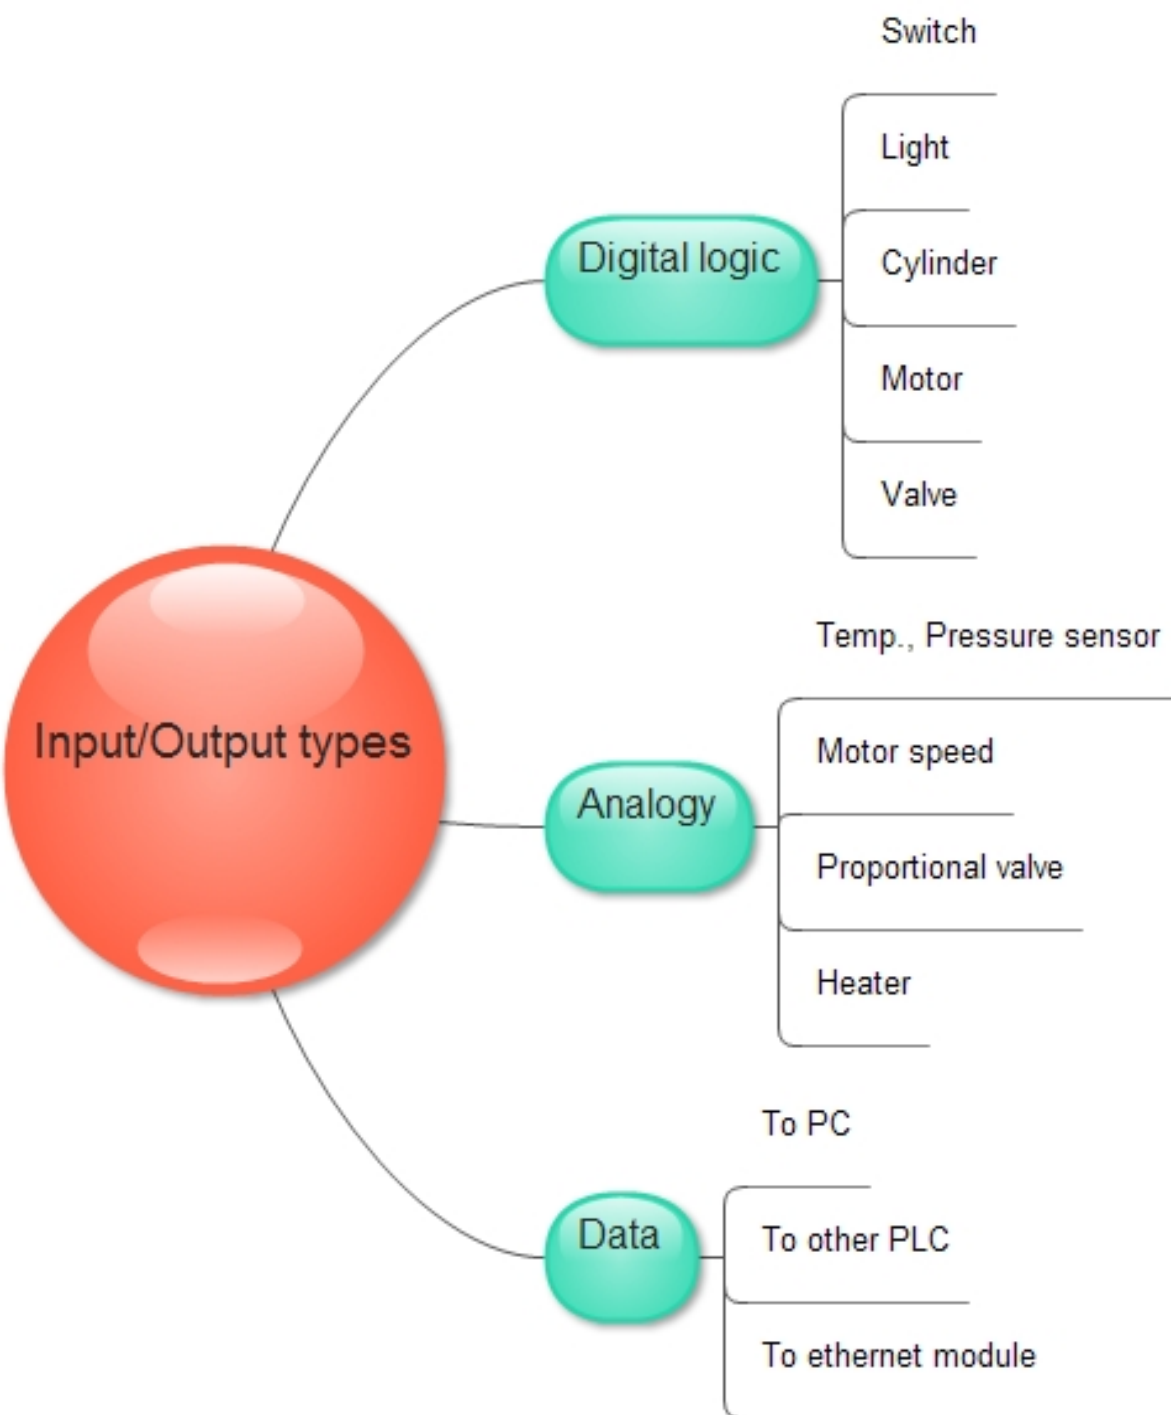 Input/Output types
Digital logic
Switch
Light
Cylinder
Motor
Valve
Analogy
Temp., Pressure sensor
Motor speed
Proportional valve
Heater
Data
To PC
To other PLC
To ethernet module